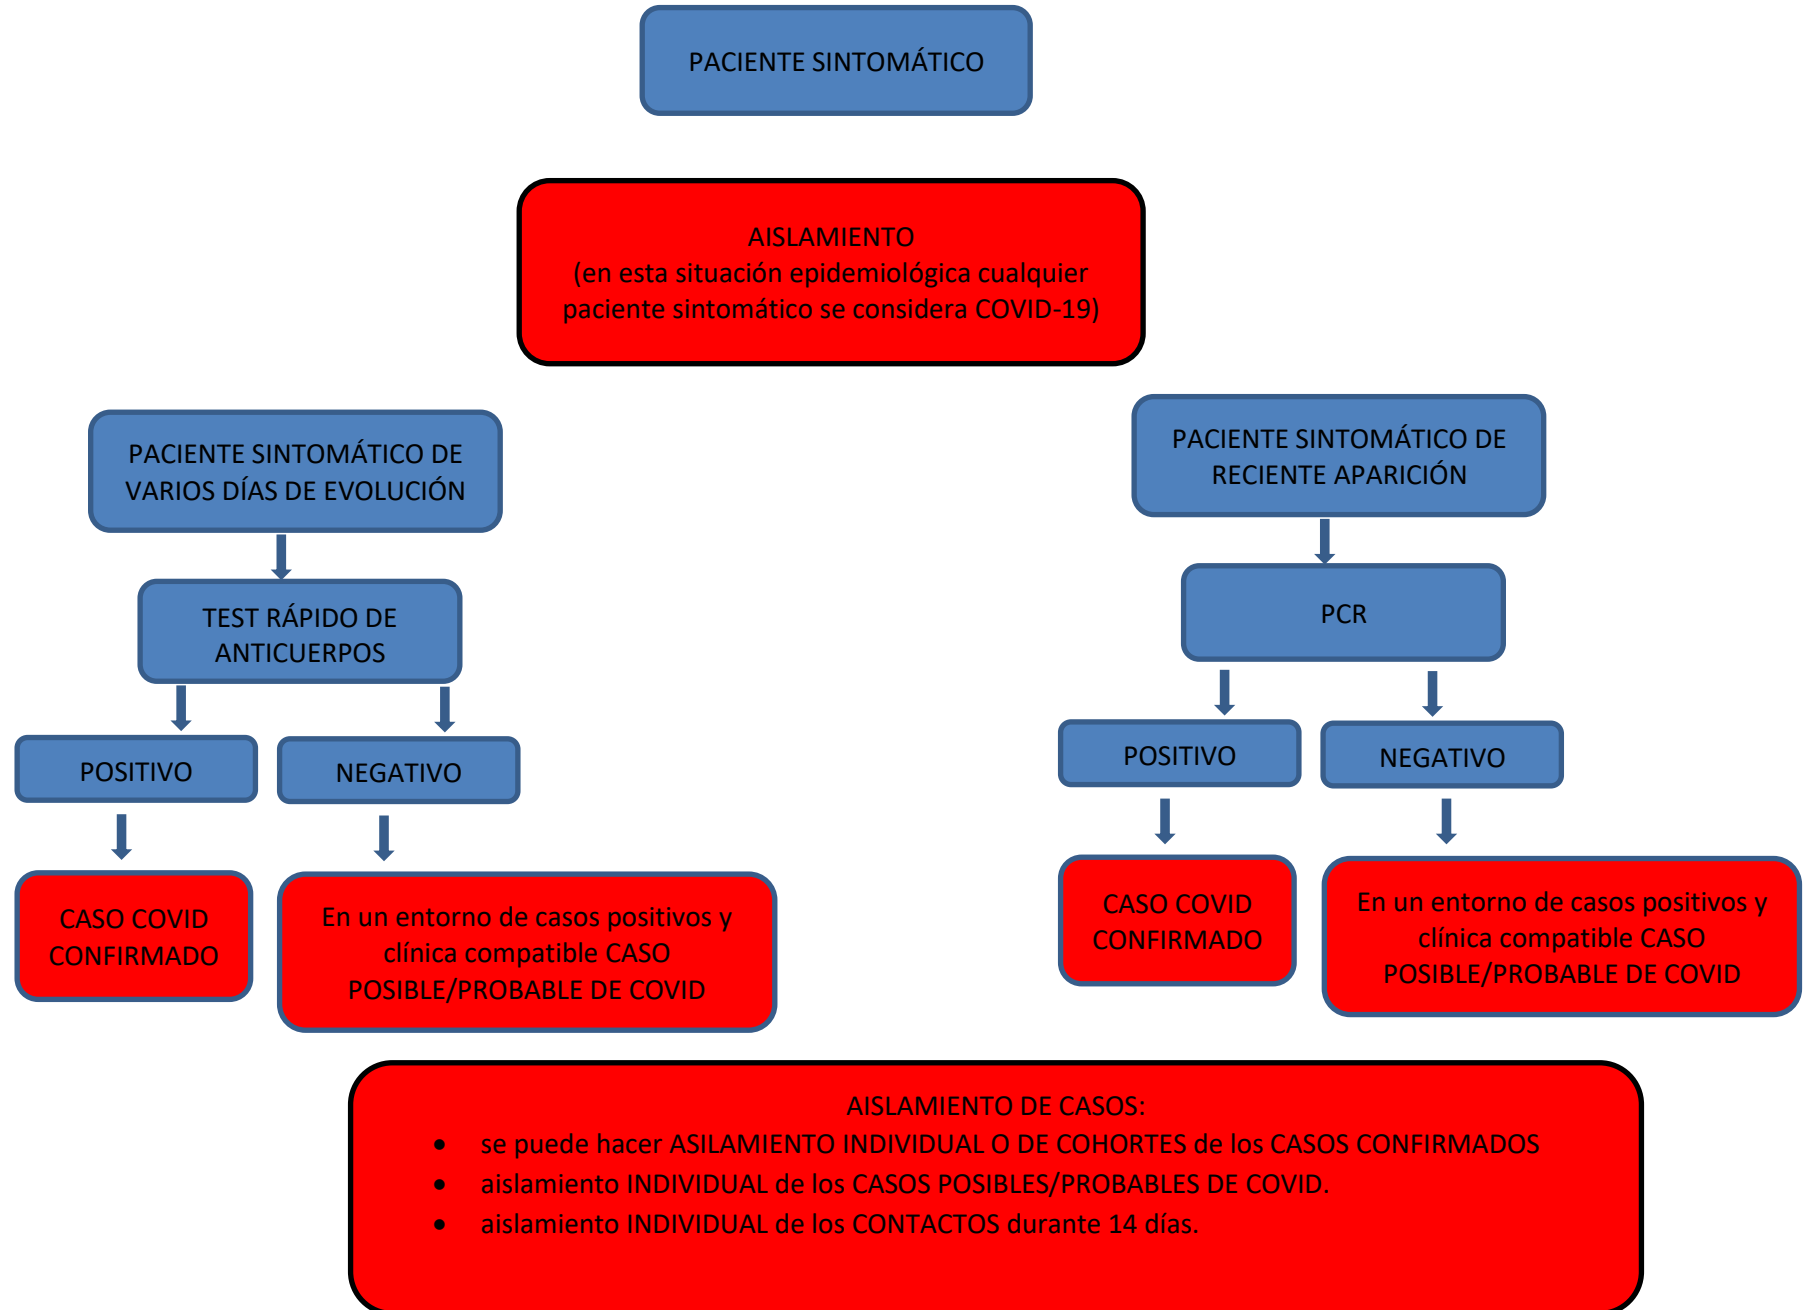 PACIENTE SINTOMÁTICO
AISLAMIENTO
(en esta situación epidemiológica cualquier
paciente sintomático se considera COVID-19)
PACIENTE SINTOMÁTICO DE
VARIOS DÍAS DE EVOLUCIÓN
PACIENTE SINTOMÁTICO DE
RECIENTE APARICIÓN
TEST RÁPIDO DE
ANTICUERPOS
PCR
POSITIVO
NEGATIVO
POSITIVO
NEGATIVO
CASO COVID
CONFIRMADO
En un entorno de casos positivos y
clínica compatible CASO
POSIBLE/PROBABLE DE COVID
CASO COVID
CONFIRMADO
En un entorno de casos positivos y
clínica compatible CASO
POSIBLE/PROBABLE DE COVID
AISLAMIENTO DE CASOS:
• se puede hacer ASILAMIENTO INDIVIDUAL O DE COHORTES de los CASOS CONFIRMADOS
• aislamiento INDIVIDUAL de los CASOS POSIBLES/PROBABLES DE COVID.
• aislamiento INDIVIDUAL de los CONTACTOS durante 14 días.